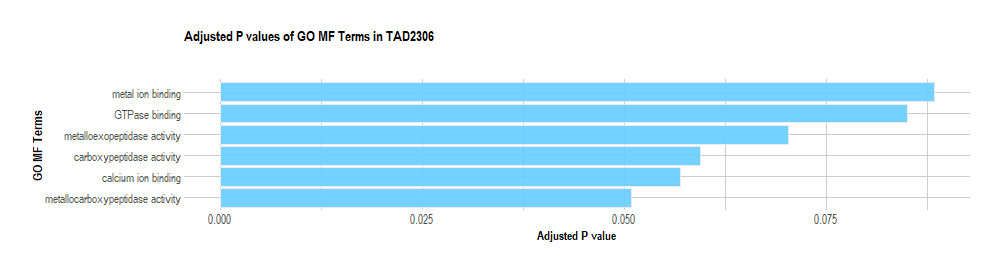 Adjusted P values of GO MF Terms in TAD2306
GO MF Terms
metal ion binding
GTPase binding
metalloexopeptidase activity
carboxypeptidase activity
calcium ion binding
metallocarboxypeptidase activity
0.000 0.025 0.050 0.075
Adjusted P value